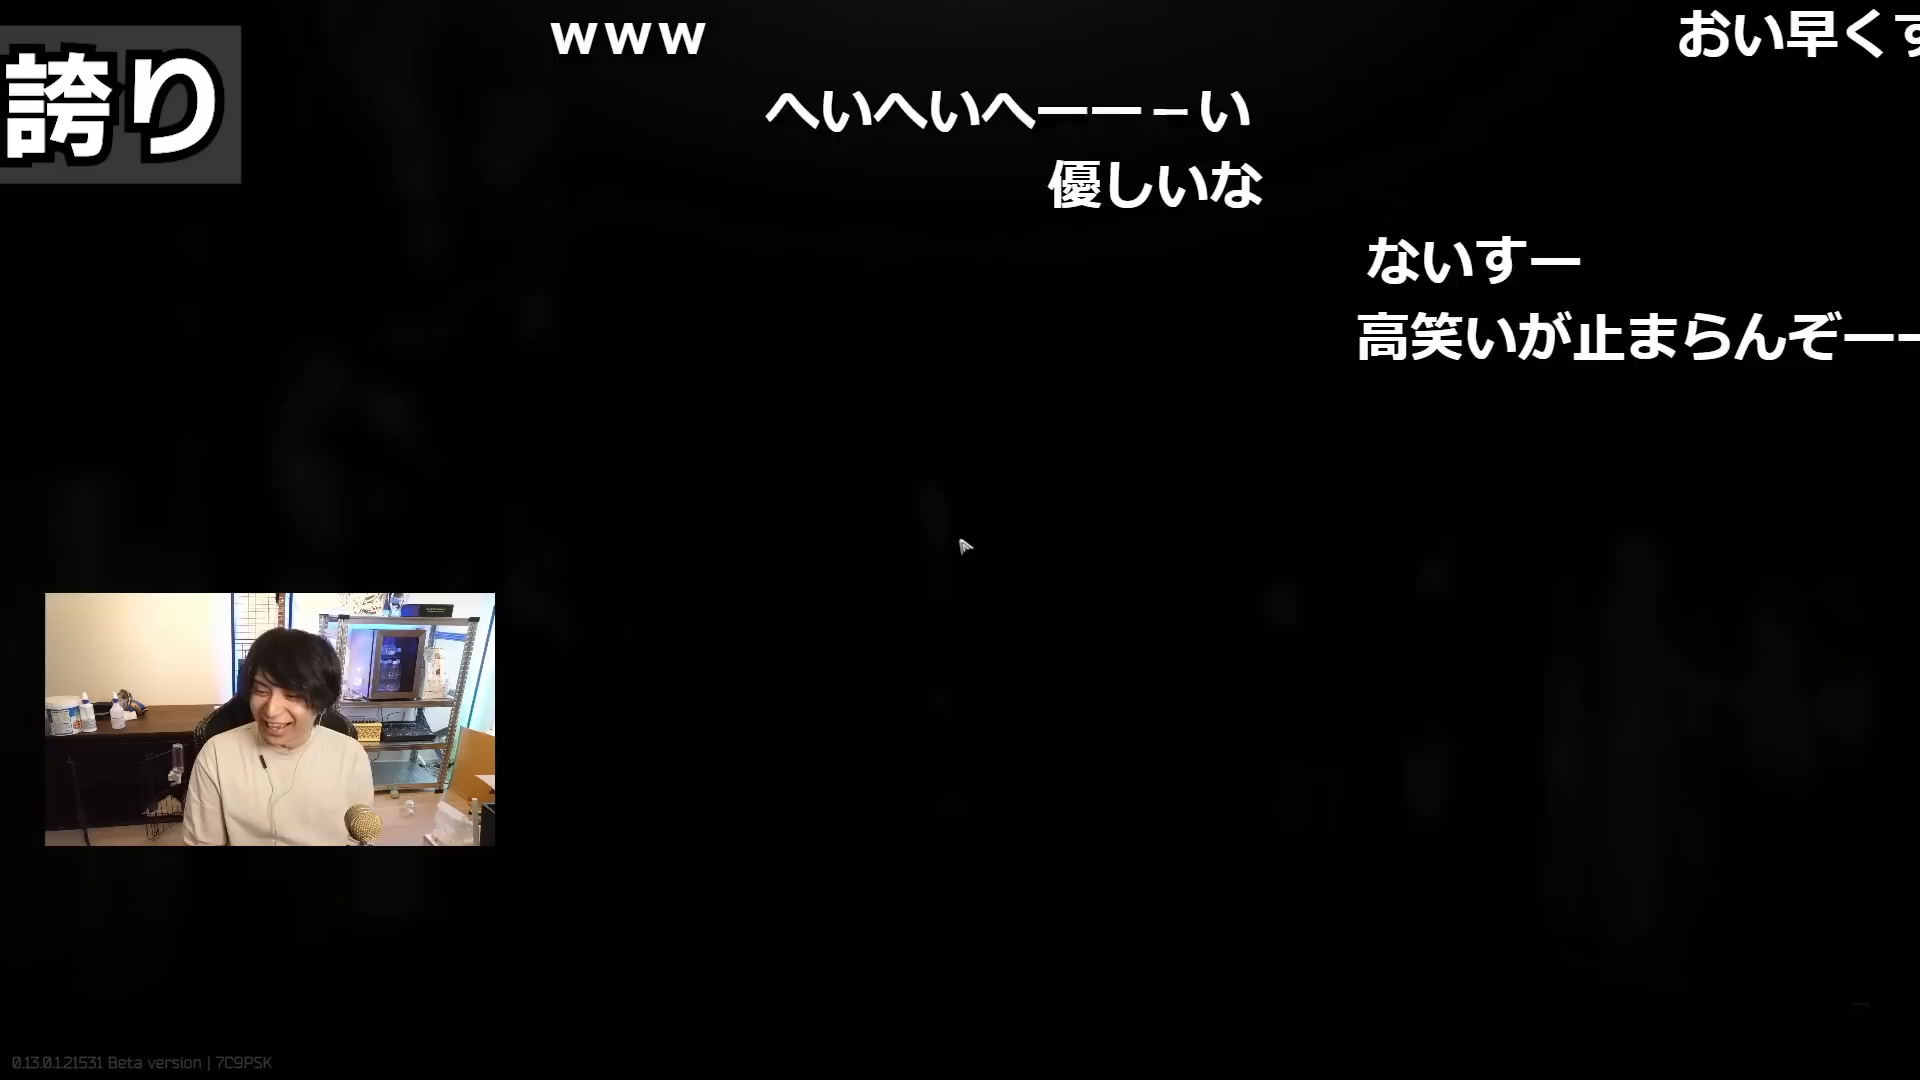 誇り
www
おい早くす
へいへいへーー－い
優しいな
ないすー
高笑いが止まらんぞーー
0.13.0.1.21531 Beta version | 7C9PSK